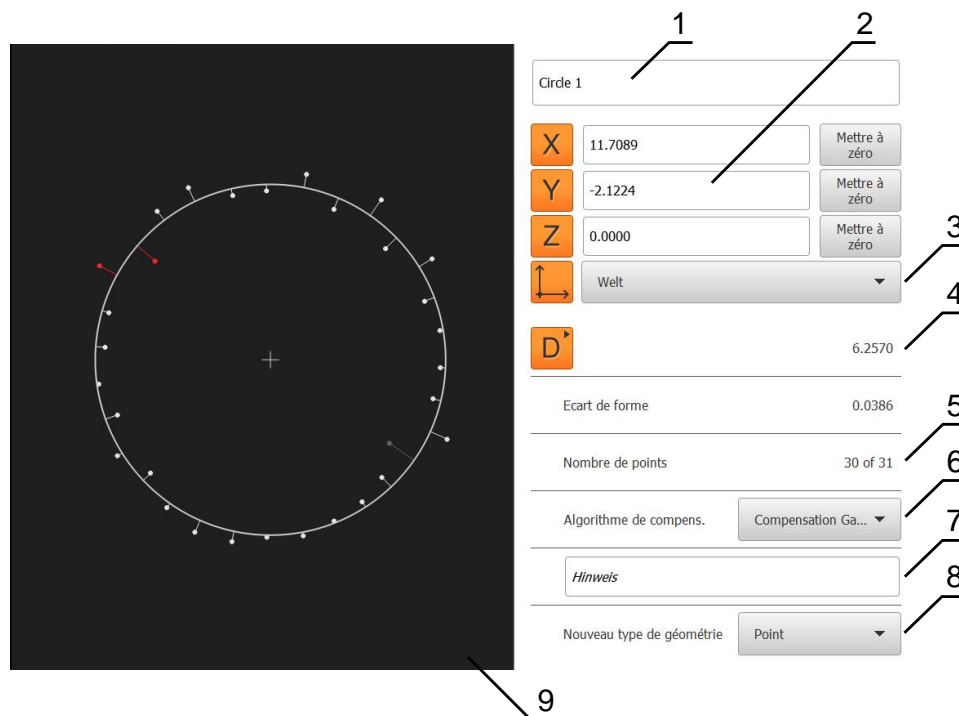 1
2
Circle 1
X
11.7089
Mettre à
zéro
Y
-2.1224
Mettre à
zéro
Z
0.0000
Mettre à
zéro
3
Welt
4
D
6.2570
Ecart de forme
0.0386
5
Nombre de points
30 of 31
6
Algorithme de compens.
Compensation Ga...
7
Hinweis
8
Nouveau type de géométrie
Point
9